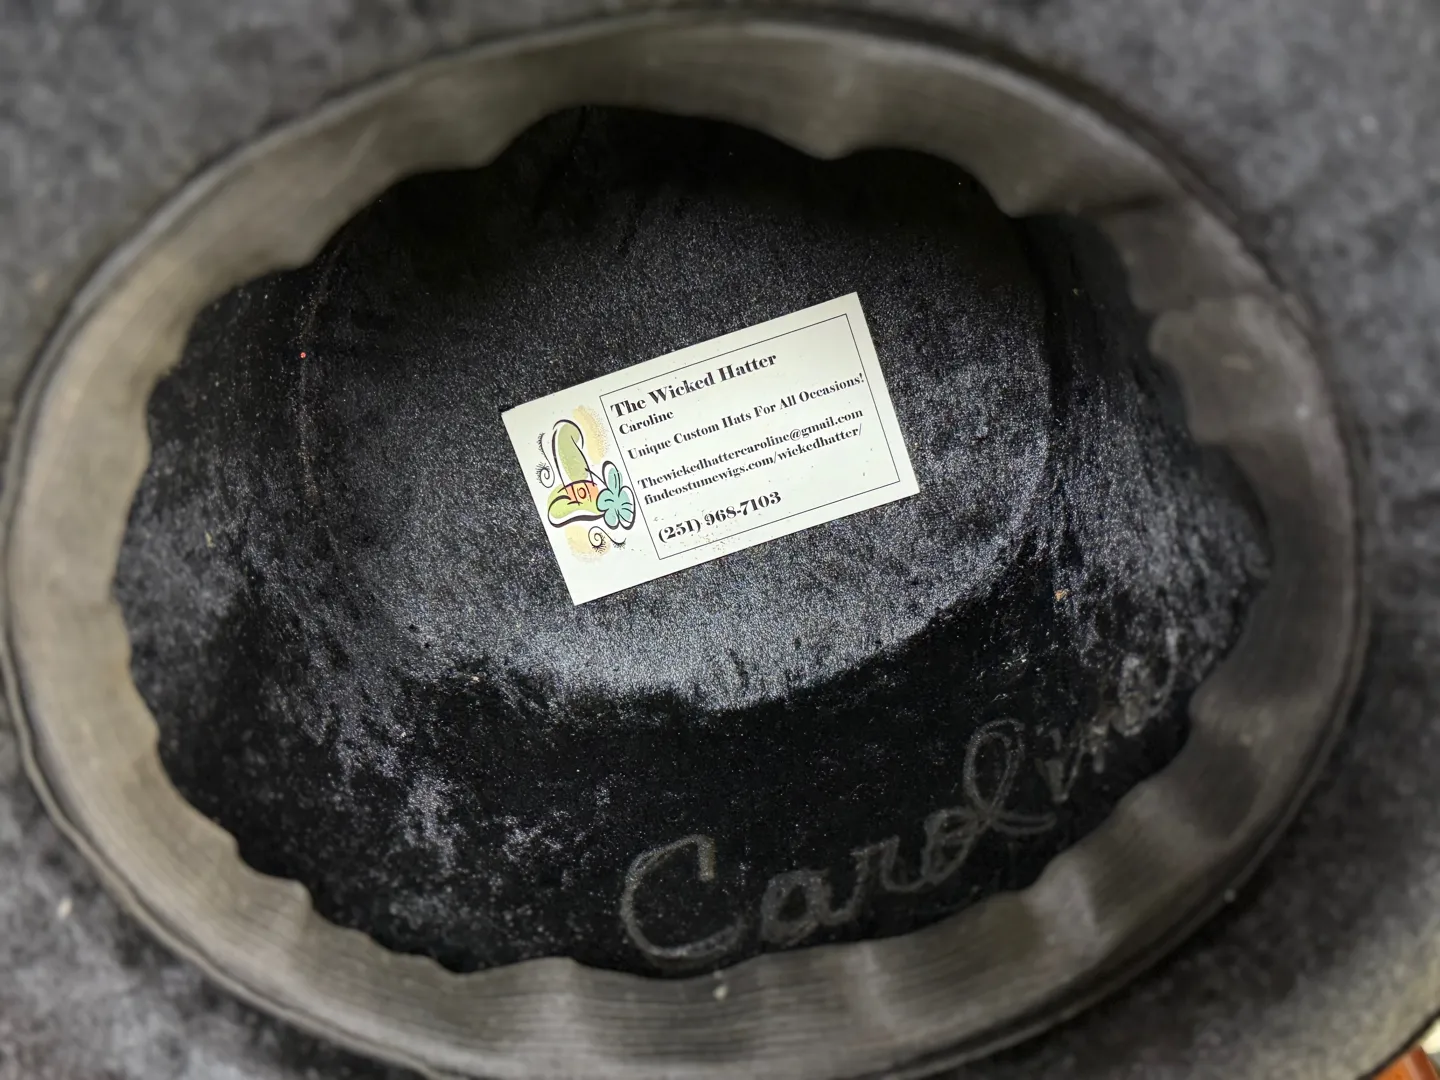 The Wicked Hatter
Caroline
Unique Custom Hats For All Occasions!
Thewickedhattercaroline@gmail.com
findcostumewigs.com/wickedhatter/
(251) 968-7103
Caroline